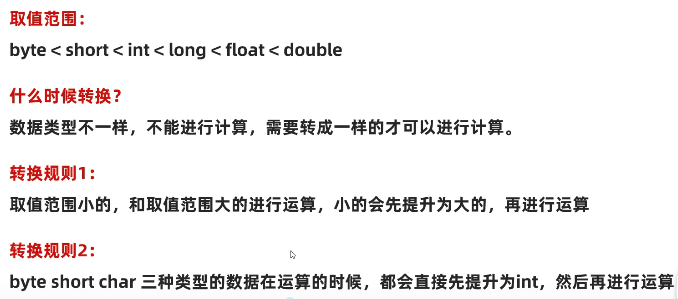 取值范围：
byte < short < int < long < float < double
什么时候转换？
数据类型不一样，不能进行计算，需要转成一样的才可以进行计算。
转换规则1：
取值范围小的，和取值范围大的进行运算，小的会先提升为大的，再进行运算
转换规则2：
byte short char 三种类型的数据在运算的时候，都会直接先提升为int，然后再进行运算